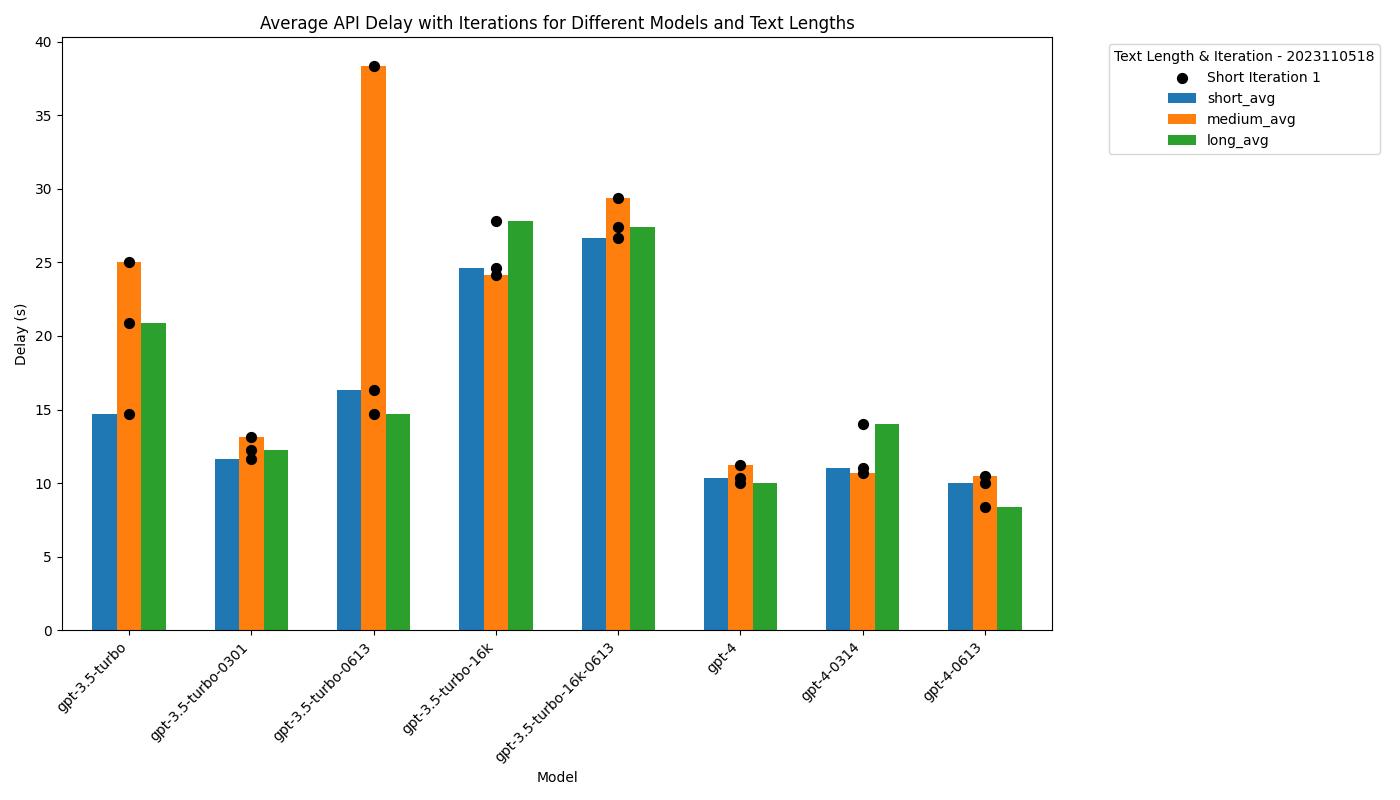 Average API Delay with Iterations for Different Models and Text Lengths
Text Length & Iteration - 2023110518
Short Iteration 1
short_avg
medium_avg
long_avg
Delay (s)
40
35
30
25
20
15
10
5
0
gpt-3.5-turbo
gpt-3.5-turbo-0301
gpt-3.5-turbo-0613
gpt-3.5-turbo-16k
gpt-3.5-turbo-16k-0613
gpt-4
gpt-4-0314
gpt-4-0613
Model